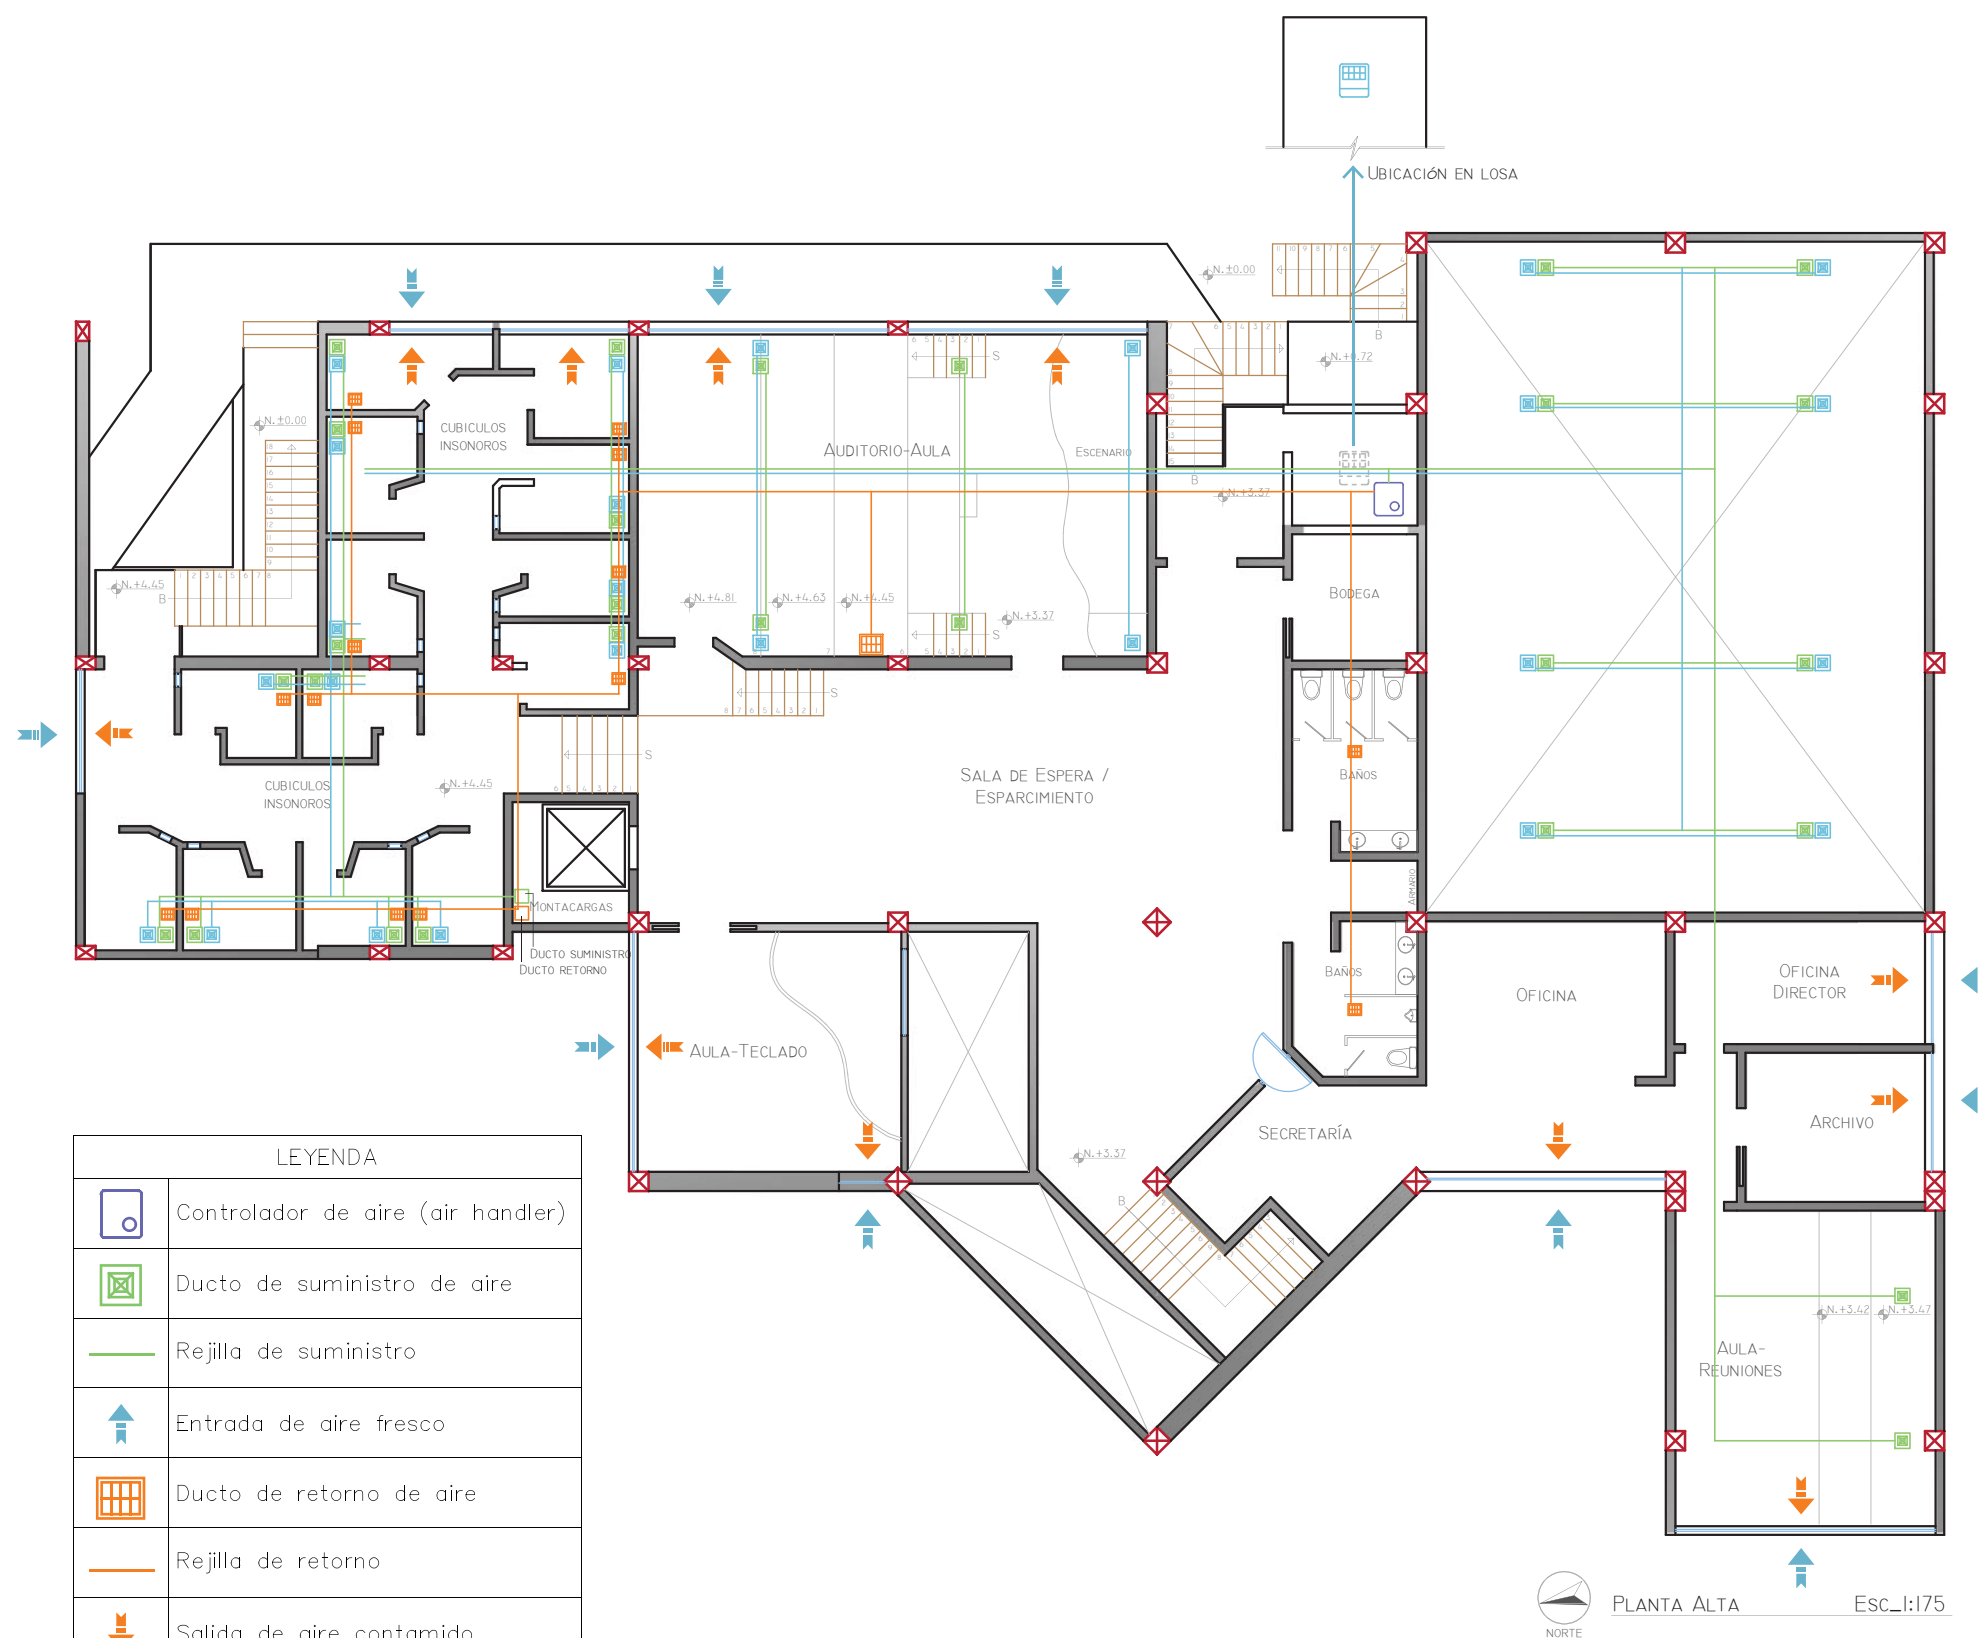 Ubicación en losa
N.±0.00
B
N.+0.72
N.±0.00
CUBICULOS
INSONOROS
Auditorio-Aula
Escenario
S
B
N.+3.37
N.+4.45
B
N.+4.81
N.+4.63
N.+4.45
N.+3.37
S
Bodega
S
S
Sala de Espera /
Esparcimiento
Baños
CUBICULOS
INSONOROS
N.+4.45
Armario
Montacargas
Ducto suministro
Ducto retorno
Baños
Oficina
Oficina
Director
Aula-Teclado
Archivo
Secretaría
N.+3.37
B
N.+3.42
N.+3.47
Aula-
Reuniones
LEYENDA
Controlador de aire (air handler)
Ducto de suministro de aire
Rejilla de suministro
Entrada de aire fresco
Ducto de retorno de aire
Rejilla de retorno
Salida de aire contamido
Planta Alta
Esc_1:175
NORTE